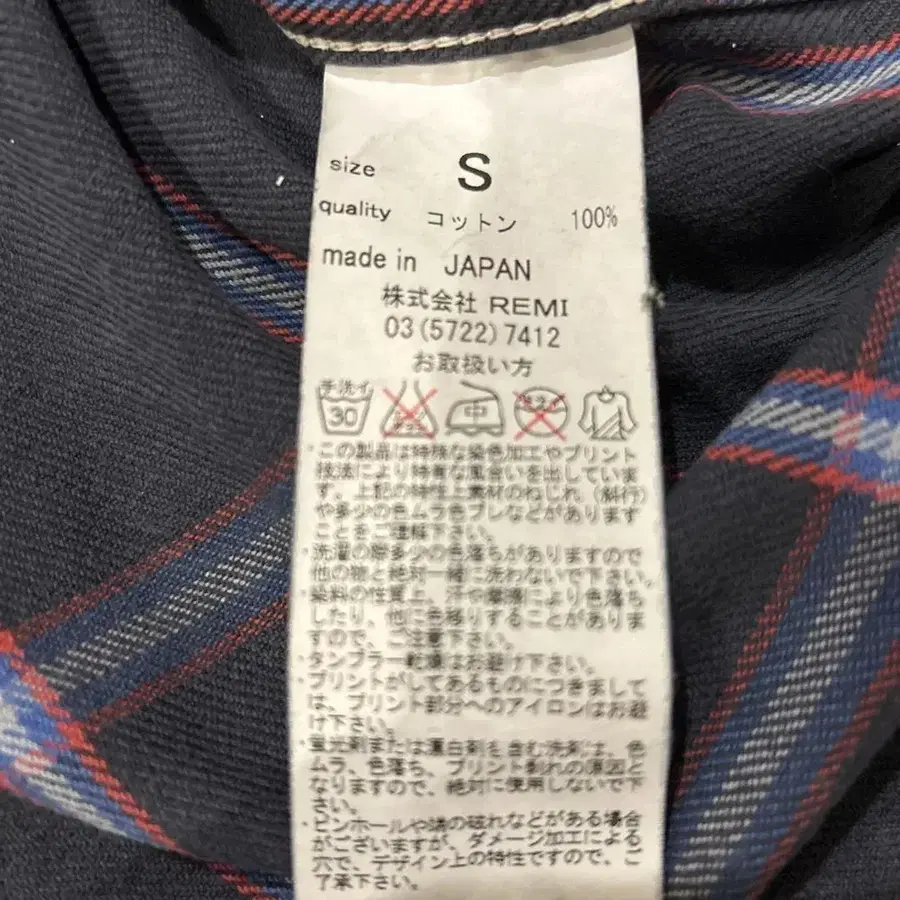 size S
quality コットン 100%
made in JAPAN
株式会社 REMI
03(5722)7412
お取扱い方
手洗イ 30 中
・この製品は特殊な染色加工やプリント
技法により特有な風合いを出していま
す。上記の特性上素材のねじれ（斜行）
や多少の色ムラ色ブレなどがあります
ことをご理解下さい。
・洗濯の際多少の色落ちがありますので
他の物と絶対一緒に洗わないで下さい。
・染料の性質上、汗や摩擦により色落ち
したり、他に色移りすることがありま
すので、ご注意下さい。
・タンブラー乾燥はお避け下さい。
・プリントがしてあるものにつきまして
は、プリント部分へのアイロンはお避
け下さい。
・蛍光剤または漂白剤を含む洗剤は、色
ムラ、色落ち、プリント剥れの原因と
なりますので、絶対に使用しないで下
さい。
・ピンホールや端の破れなどがある場合
がございますが、ダメージ加工による
穴で、デザイン上の特性ですので、ご
了承下さい。